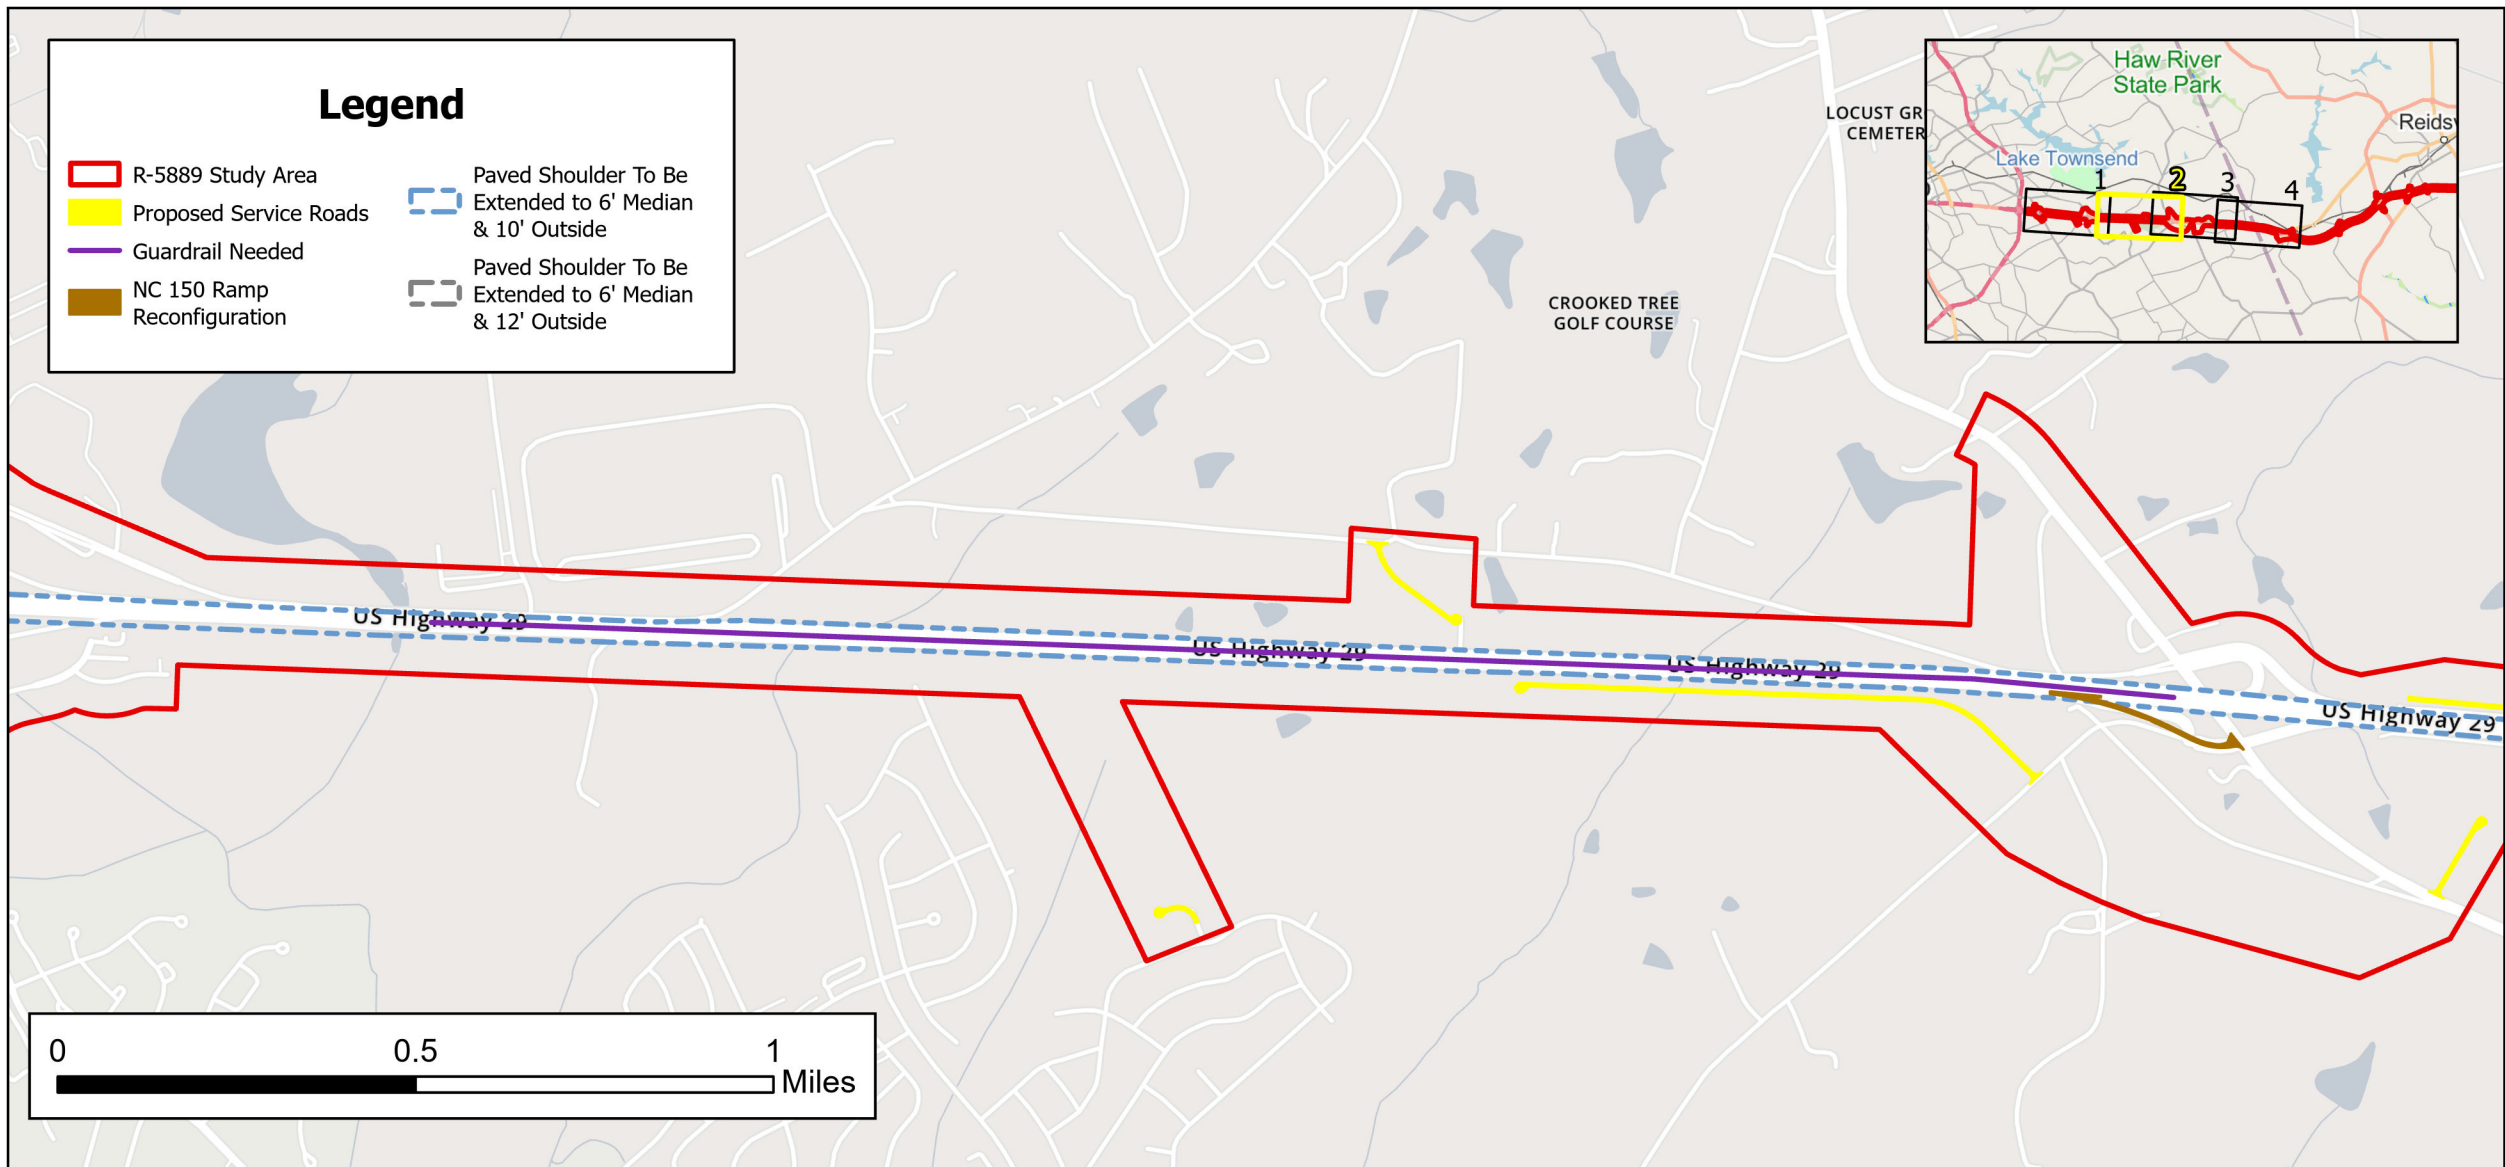 Legend
R-5889 Study Area
Proposed Service Roads
Guardrail Needed
NC 150 Ramp
Reconfiguration
Paved Shoulder To Be
Extended to 6' Median
& 10' Outside
Paved Shoulder To Be
Extended to 6' Median
& 12' Outside
LOCUST GR
CEMETER
Haw River
State Park
Reidsv
Lake Townsend
1
2
3
4
CROOKED TREE
GOLF COURSE
US Highway 29
US Highway 29
US Highway 29
US Highway 29
0
0.5
1
Miles